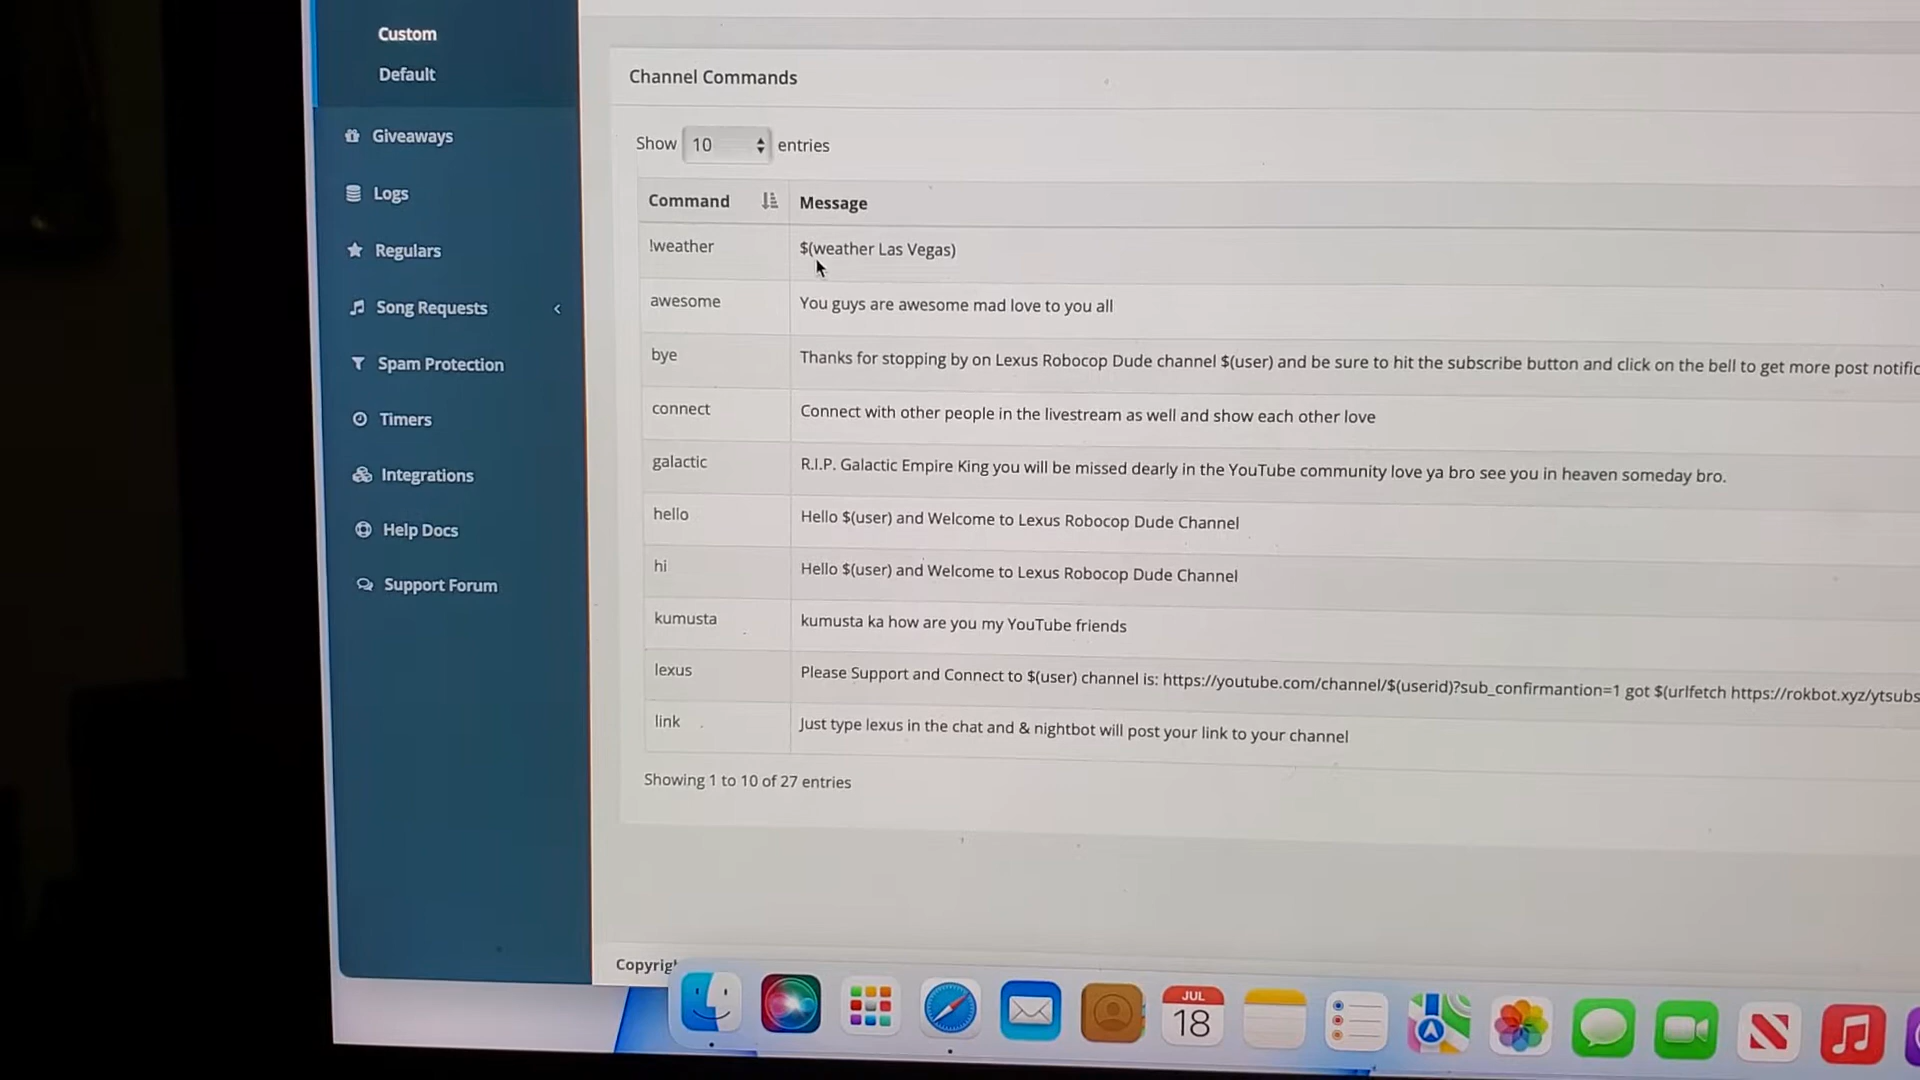 Custom
Default
Giveaways
Logs
Regulars
Song Requests
Spam Protection
Timers
Integrations
Help Docs
Support Forum
Channel Commands
Show 10 entries
Command Message
!weather $(weather Las Vegas)
awesome You guys are awesome mad love to you all
bye Thanks for stopping by on Lexus Robocop Dude channel $(user) and be sure to hit the subscribe button and click on the bell to get more post
connect Connect with other people in the livestream as well and show each other love
galactic R.I.P. Galactic Empire King you will be missed dearly in the YouTube community love ya bro see you in heaven someday bro.
hello Hello $(user) and Welcome to Lexus Robocop Dude Channel
hi Hello $(user) and Welcome to Lexus Robocop Dude Channel
kumusta kumusta ka how are you my YouTube friends
lexus Please Support and Connect to $(user) channel is: https://youtube.com/channel/$(userid)?sub_confirmantion=1 got $(urlfetch https://rokbot.xyz/ytsubs
link Just type lexus in the chat and & nightbot will post your link to your channel
Showing 1 to 10 of 27 entries
JUL
18